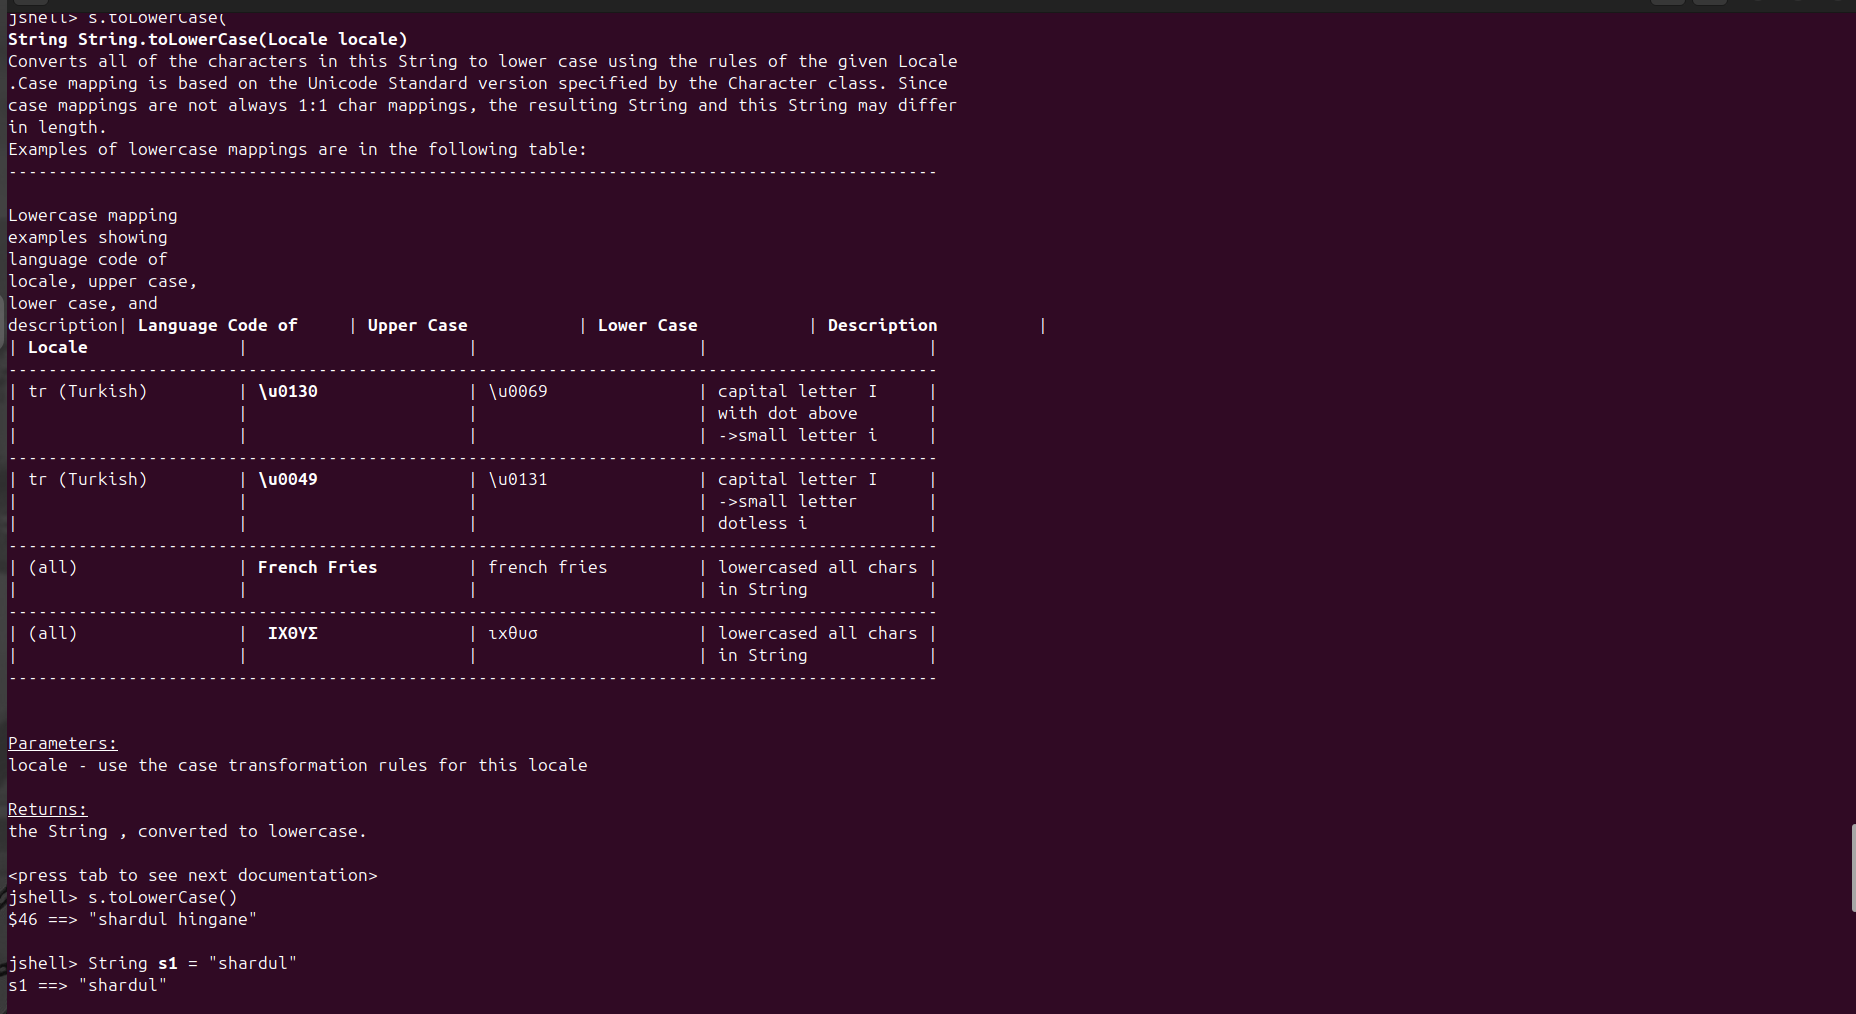 jshell> s.toLowerCase(
String String.toLowerCase(Locale locale)
Converts all of the characters in this String to lower case using the rules of the given Locale
.Case mapping is based on the Unicode Standard version specified by the Character class. Since
case mappings are not always 1:1 char mappings, the resulting String and this String may differ
in length.
Examples of lowercase mappings are in the following table:
---------------------------------------------------------------------------------------------
Lowercase mapping
examples showing
language code of
locale, upper case,
lower case, and
description| Language Code of     | Upper Case           | Lower Case           | Description          |
| Locale               |                      |                      |                      |
---------------------------------------------------------------------------------------------
| tr (Turkish)         | \u0130               | \u0069               | capital letter I     |
|                      |                      |                      | with dot above       |
|                      |                      |                      | ->small letter i     |
---------------------------------------------------------------------------------------------
| tr (Turkish)         | \u0049               | \u0131               | capital letter I     |
|                      |                      |                      | ->small letter       |
|                      |                      |                      | dotless i            |
---------------------------------------------------------------------------------------------
| (all)                | French Fries         | french fries         | lowercased all chars |
|                      |                      |                      | in String            |
---------------------------------------------------------------------------------------------
| (all)                |  ΙΧΘΥΣ               | ιχθυσ                | lowercased all chars |
|                      |                      |                      | in String            |
---------------------------------------------------------------------------------------------
Parameters:
locale - use the case transformation rules for this locale
Returns:
the String , converted to lowercase.
<press tab to see next documentation>
jshell> s.toLowerCase()
$46 ==> "shardul hingane"
jshell> String s1 = "shardul"
s1 ==> "shardul"